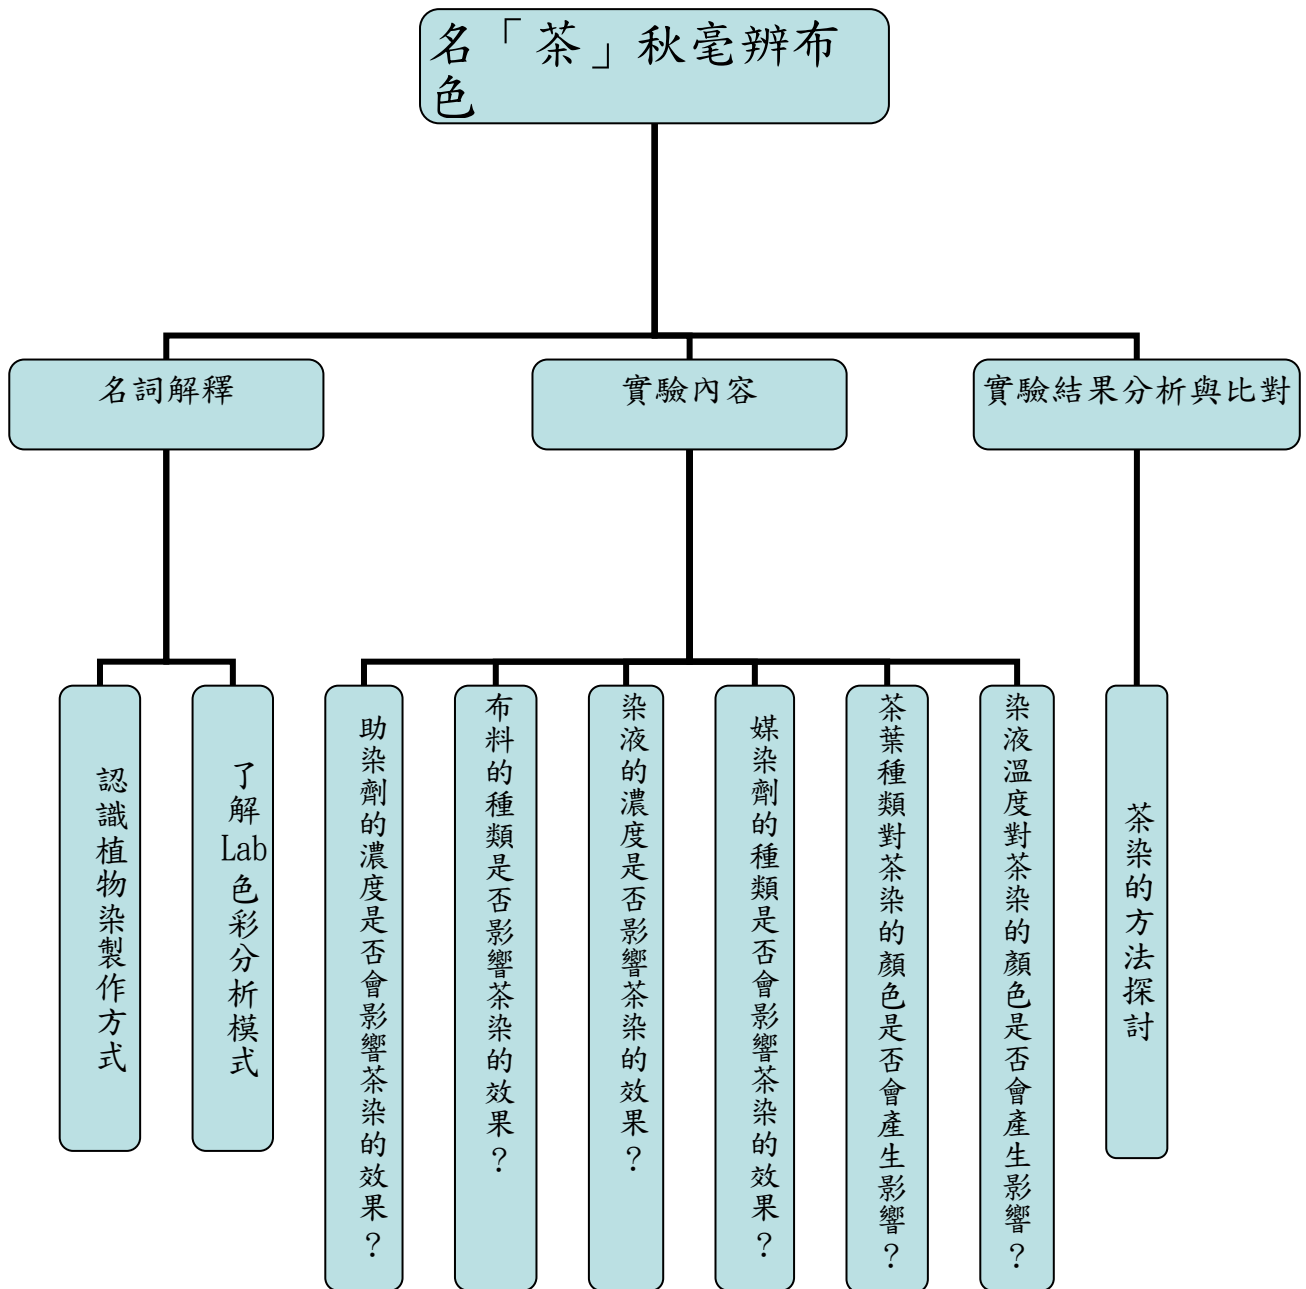 名「茶」秋毫辨布
色
名詞解釋
實驗內容
實驗結果分析與比對
認識植物染製作方式
了解Lab色彩分析模式
助染劑的濃度是否會影響茶染的效果？
布料的種類是否影響茶染的效果？
染液的濃度是否影響茶染的效果？
媒染劑的種類是否會影響茶染的效果？
茶葉種類對茶染的顏色是否會產生影響？
染液溫度對茶染的顏色是否會產生影響？
茶染的方法探討